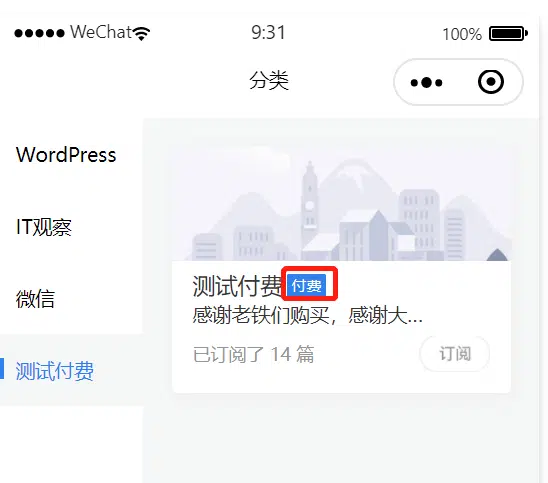 WeChat 9:31 100%
分类
WordPress
IT观察
微信
测试付费
测试付费 付费
感谢老铁们购买，感谢大...
已订阅了 14 篇
订阅